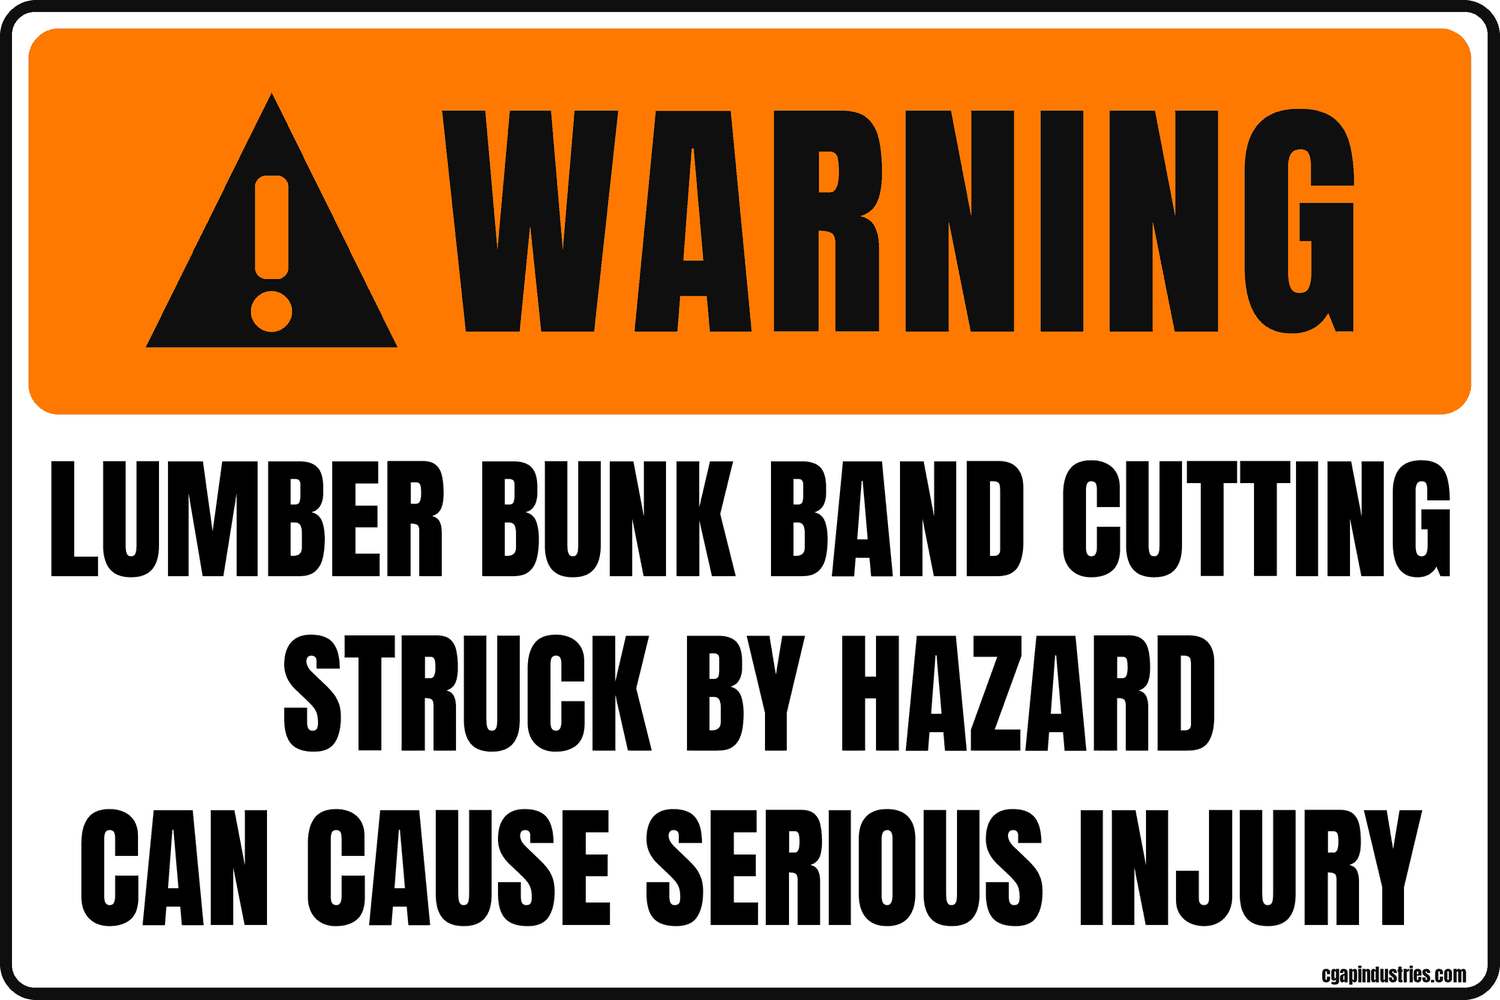 WARNING
LUMBER BUNK BAND CUTTING
STRUCK BY HAZARD
CAN CAUSE SERIOUS INJURY
cgapindustries.com